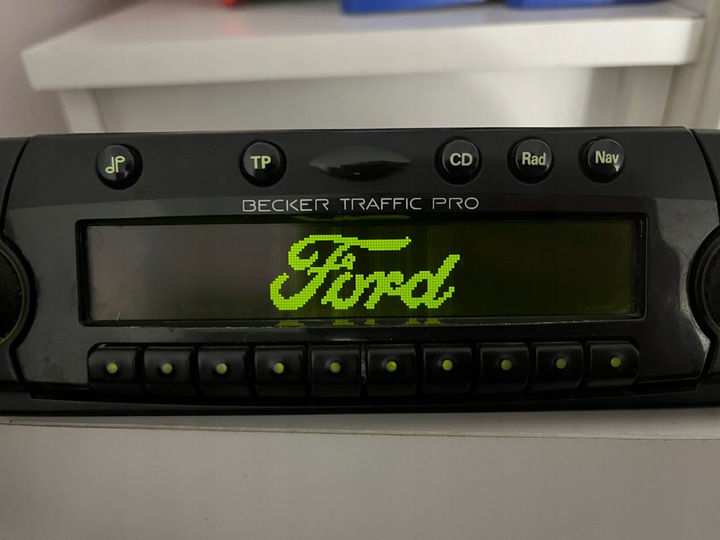 TP
CD
Rad
Nav
BECKER TRAFFIC PRO
Ford